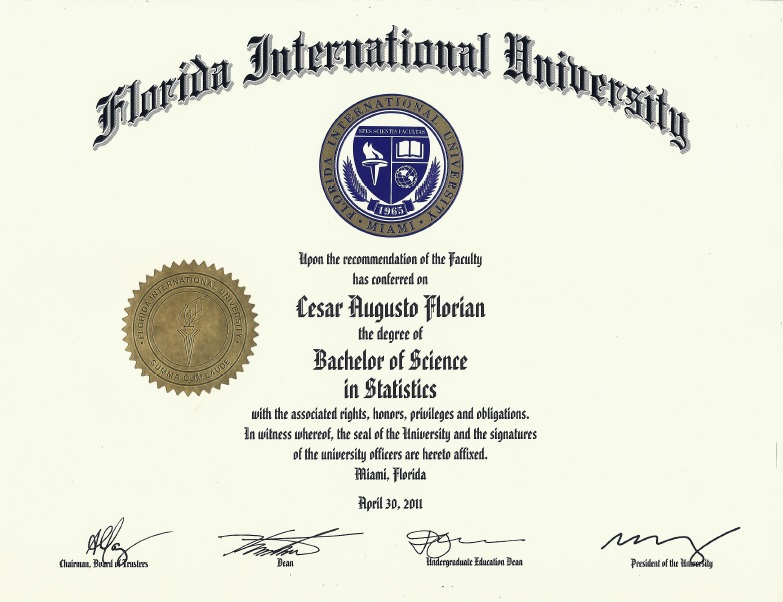 Florida International University
FLORIDA INTERNATIONAL UNIVERSITY
SPES SCIENTIA FACULTAS
1965
MIAMI
Upon the recommendation of the Faculty
has conferred on
Cesar Augusto Florian
the degree of
Bachelor of Science
in Statistics
FLORIDA INTERNATIONAL UNIVERSITY
SUMMA CUM LAUDE
with the associated rights, honors, privileges and obligations.
In witness whereof, the seal of the University and the signatures
of the university officers are hereto affixed.
Miami, Florida
April 30, 2011
Chairman, Board of Trustees
Dean
Undergraduate Education Dean
President of the University